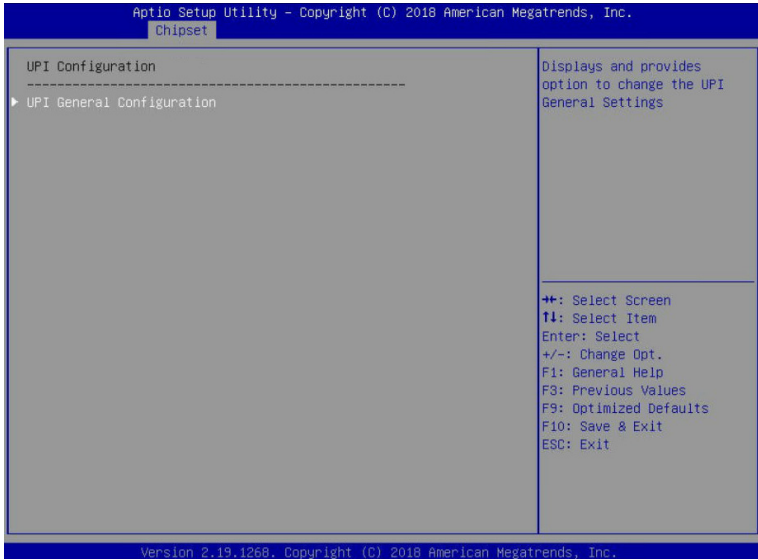 Aptio Setup Utility – Copyright (C) 2018 American Megatrends, Inc.
Chipset
UPI Configuration
--------------------------------------------------
▶ UPI General Configuration
Displays and provides
option to change the UPI
General Settings
→←: Select Screen
↑↓: Select Item
Enter: Select
+/-: Change Opt.
F1: General Help
F3: Previous Values
F9: Optimized Defaults
F10: Save & Exit
ESC: Exit
Version 2.19.1268. Copyright (C) 2018 American Megatrends, Inc.